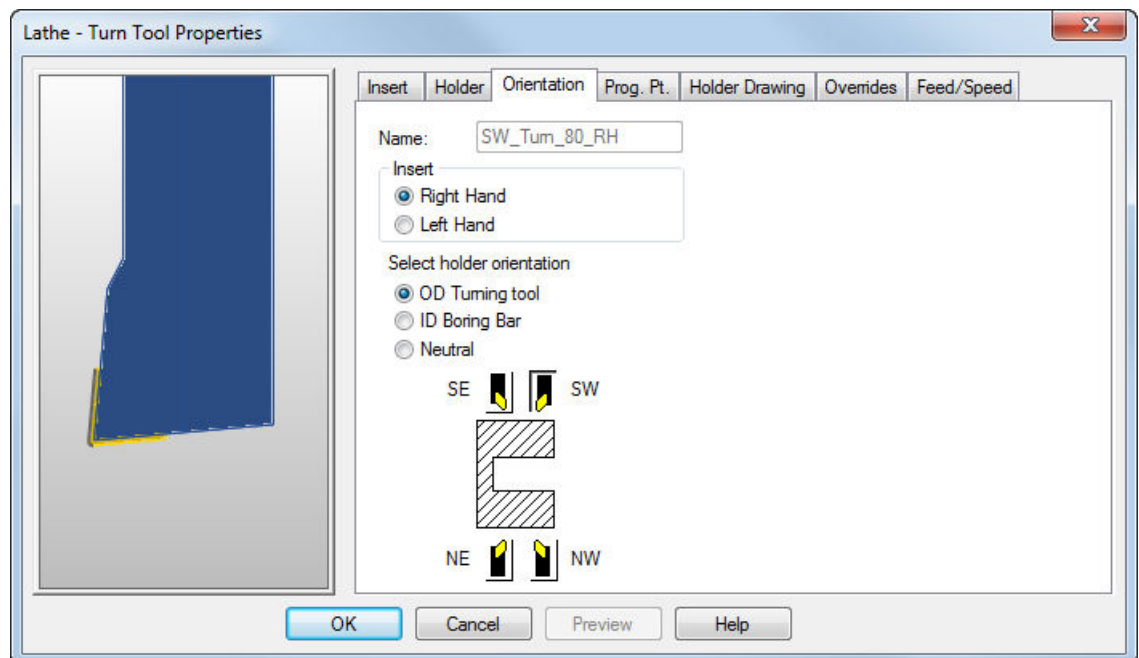 Lathe - Turn Tool Properties
Insert Holder Orientation Prog. Pt. Holder Drawing Overrides Feed/Speed
Name: SW_Turn_80_RH
Insert
Right Hand
Left Hand
Select holder orientation
OD Turning tool
ID Boring Bar
Neutral
SE SW
NE NW
OK Cancel Preview Help